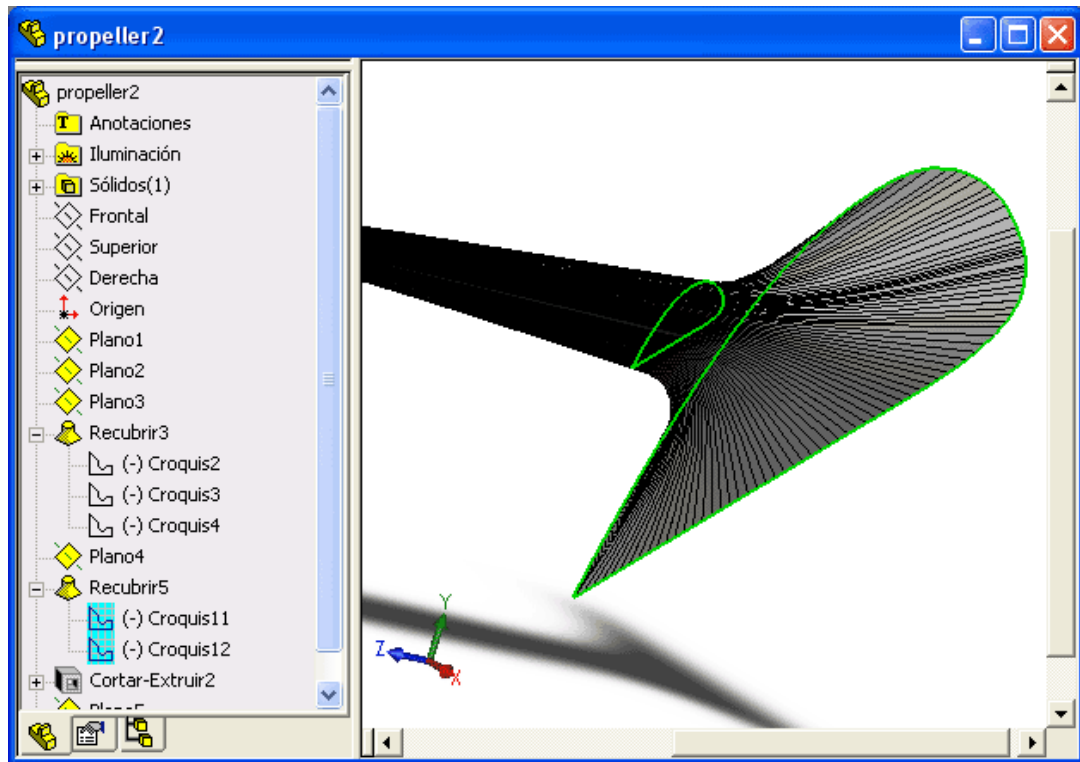 propeller2
propeller2
Anotaciones
Iluminación
Sólidos(1)
Frontal
Superior
Derecha
Origen
Plano1
Plano2
Plano3
Recubrir3
(-) Croquis2
(-) Croquis3
(-) Croquis4
Plano4
Recubrir5
(-) Croquis11
(-) Croquis12
Cortar-Extruir2
Y
Z
X